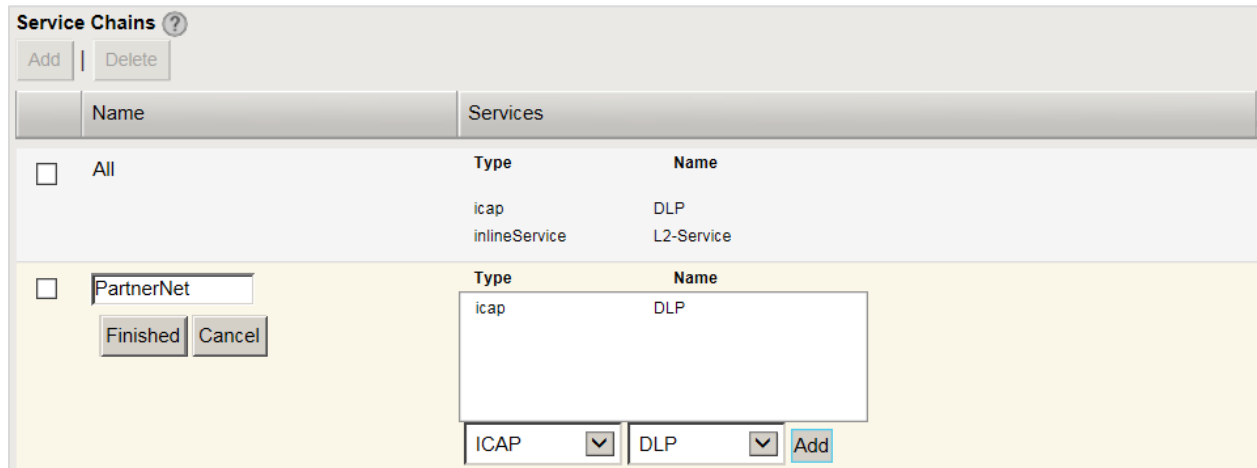 Service Chains ?
Add | Delete
Name Services
All Type Name
icap DLP
inlineService L2-Service
PartnerNet Type Name
icap DLP
Finished Cancel
ICAP DLP Add